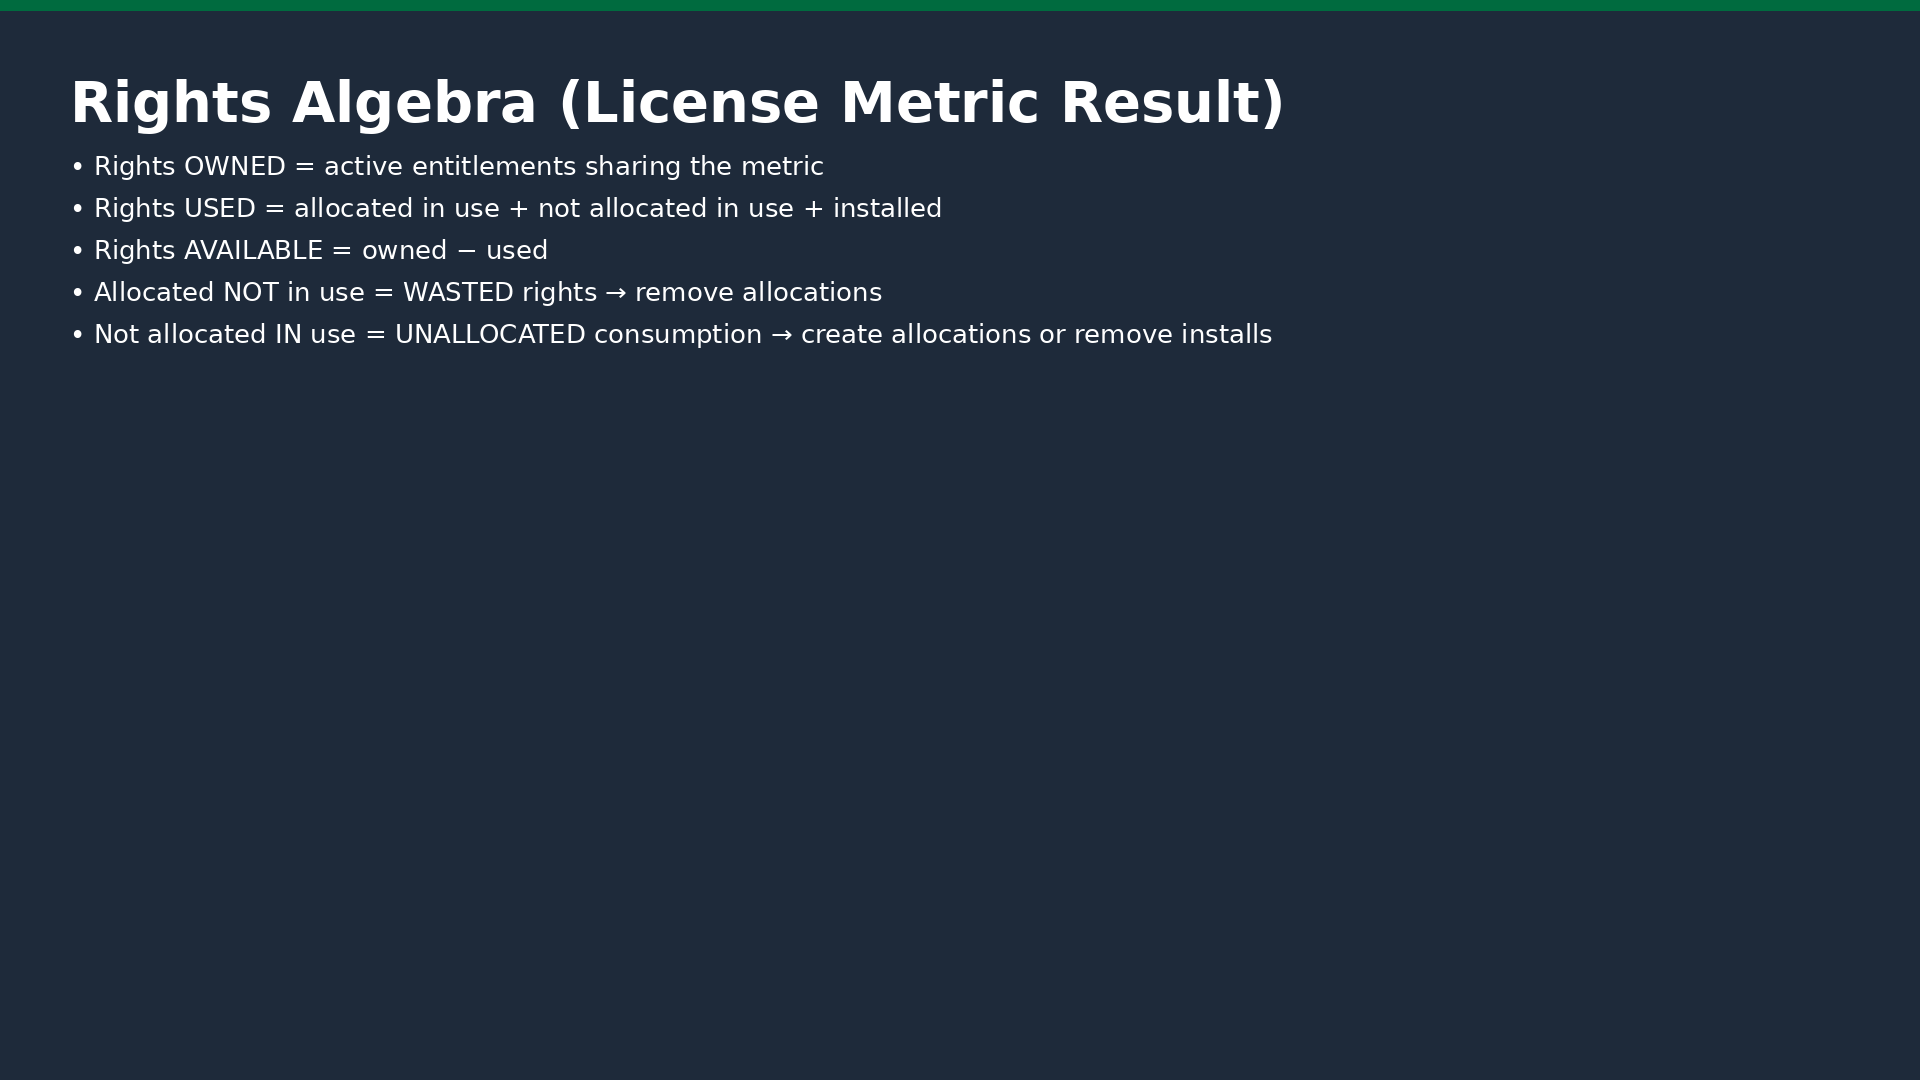 Rights Algebra (License Metric Result)
• Rights OWNED = active entitlements sharing the metric
• Rights USED = allocated in use + not allocated in use + installed
• Rights AVAILABLE = owned − used
• Allocated NOT in use = WASTED rights → remove allocations
• Not allocated IN use = UNALLOCATED consumption → create allocations or remove installs